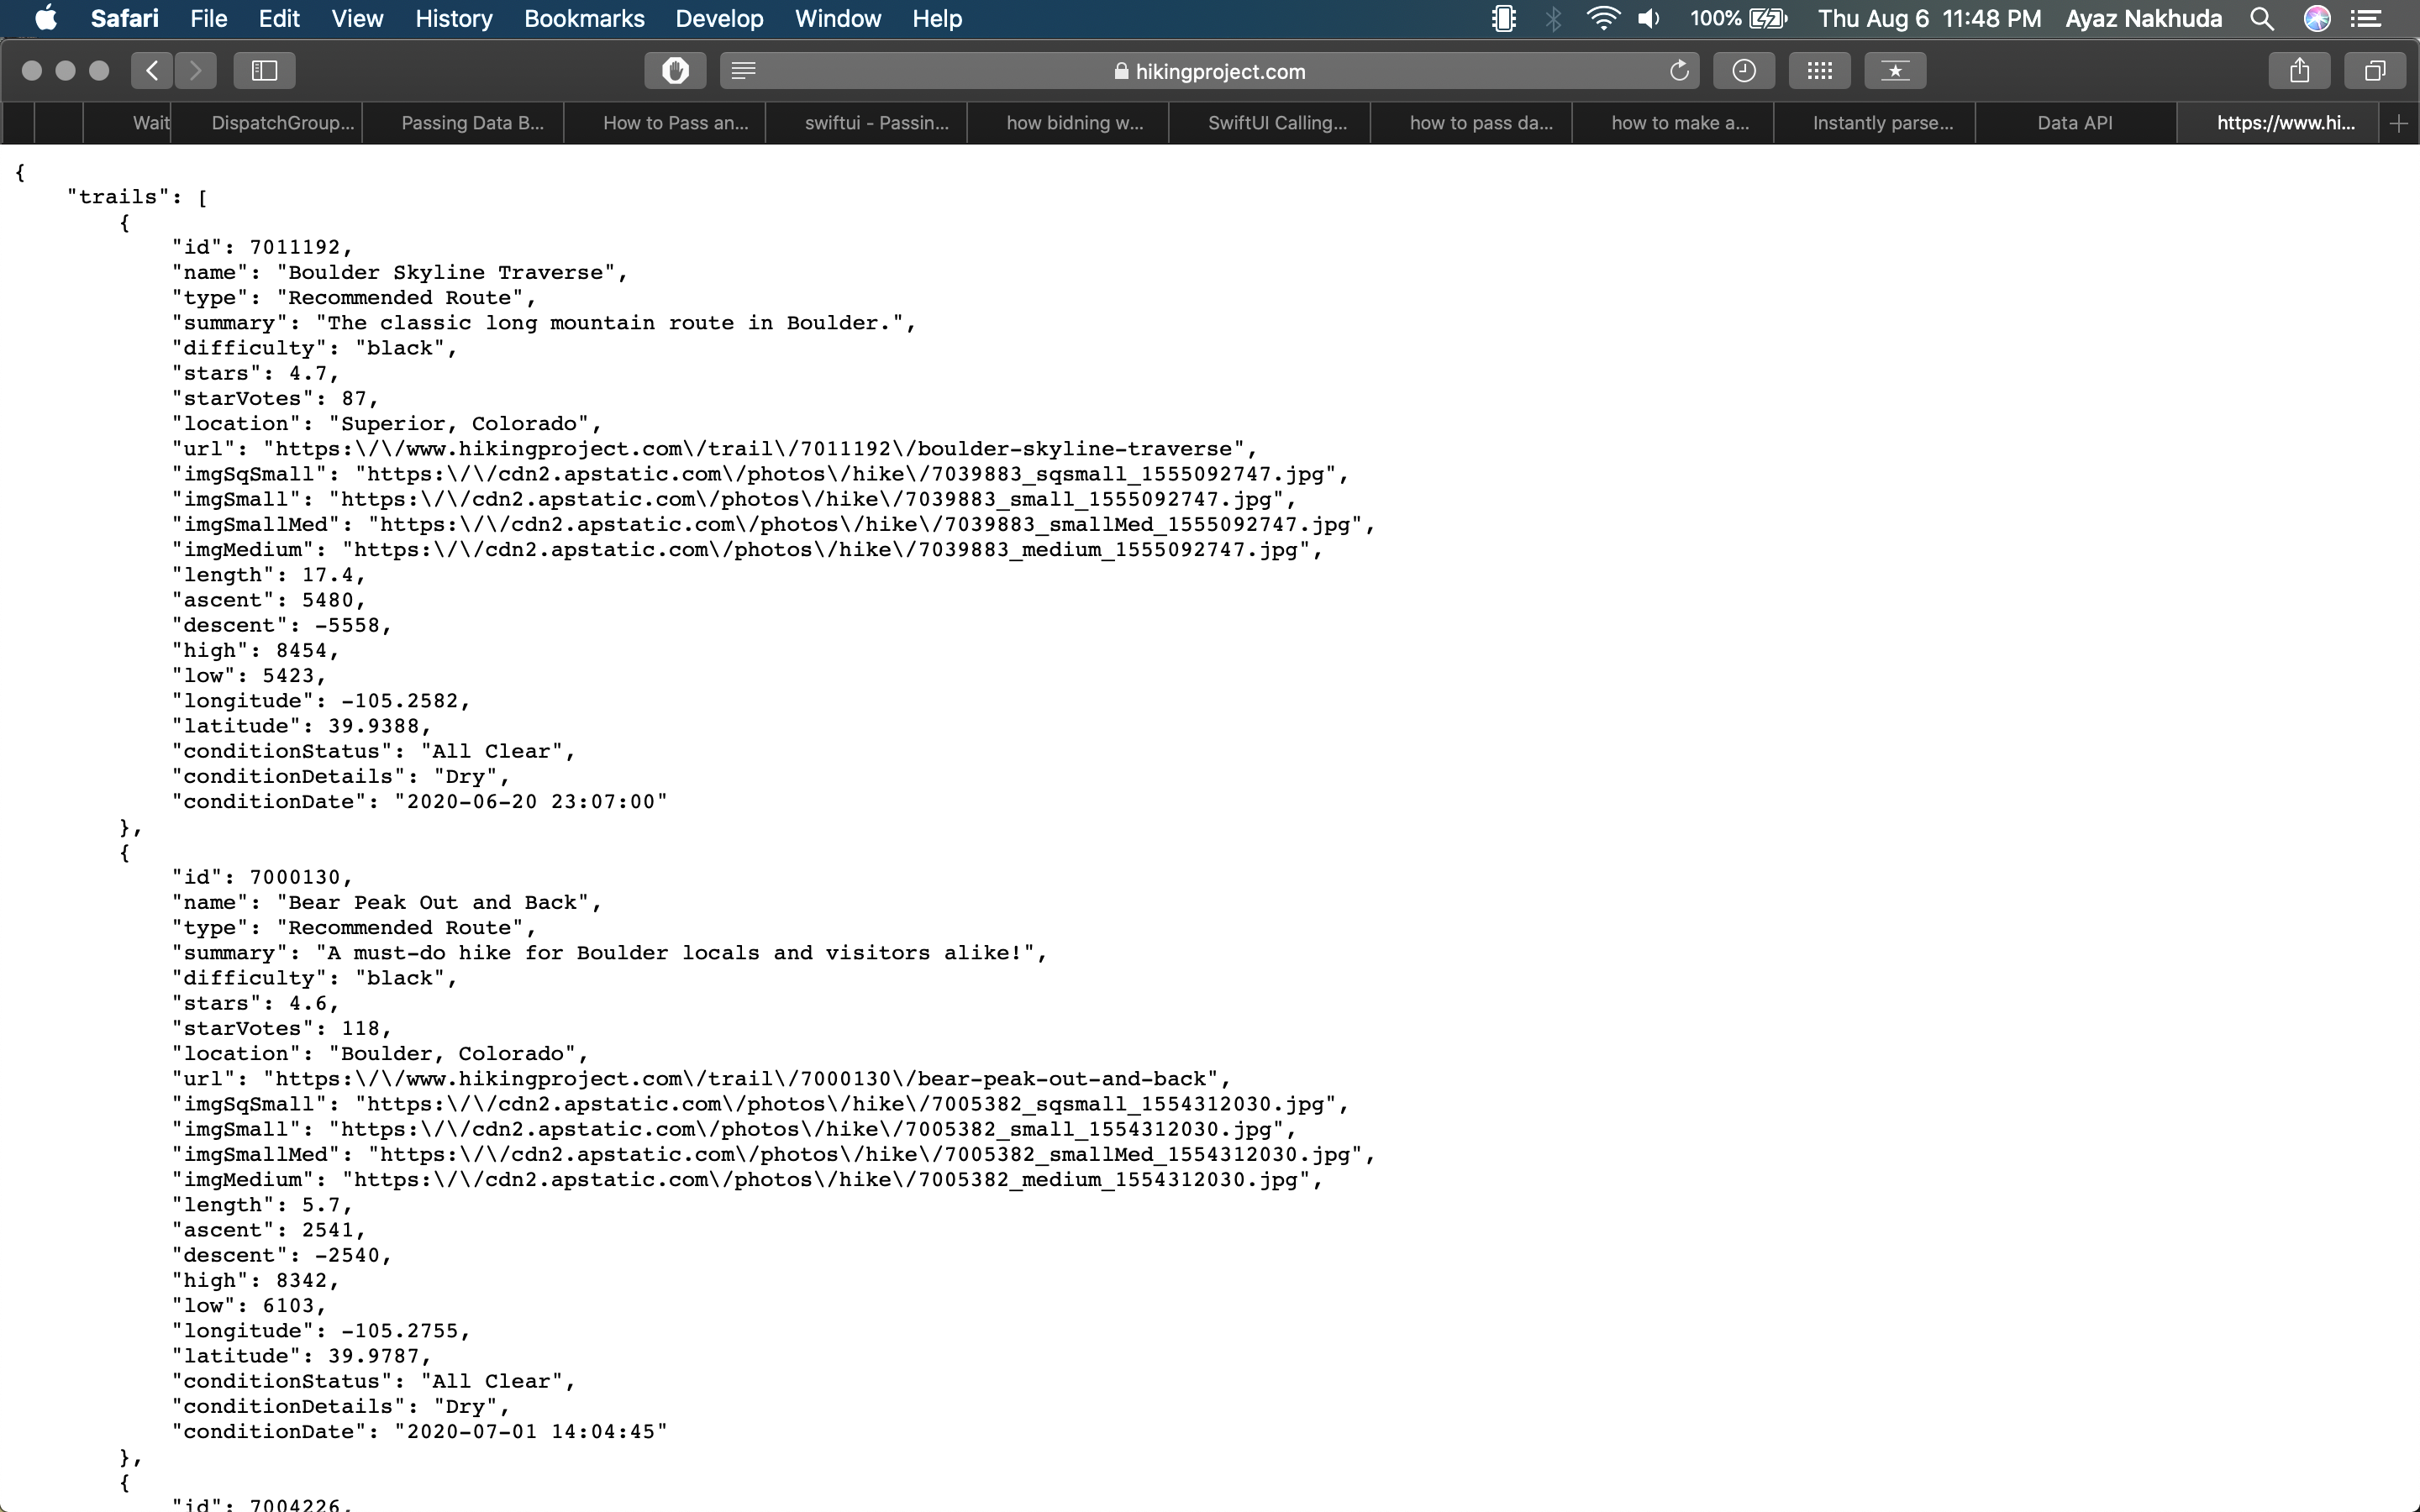 Safari File Edit View History Bookmarks Develop Window Help 100% Thu Aug 6 11:48 PM Ayaz Nakhuda
hikingproject.com
Wait DispatchGroup... Passing Data B... How to Pass an... swiftui - Passin... how bidning w... SwiftUI Calling... how to pass da... how to make a... Instantly parse... Data API https://www.hi...
{
"trails": [
{
"id": 7011192,
"name": "Boulder Skyline Traverse",
"type": "Recommended Route",
"summary": "The classic long mountain route in Boulder.",
"difficulty": "black",
"stars": 4.7,
"starVotes": 87,
"location": "Superior, Colorado",
"url": "https:\/\/www.hikingproject.com\/trail\/7011192\/boulder-skyline-traverse",
"imgSqSmall": "https:\/\/cdn2.apstatic.com\/photos\/hike\/7039883_sqsmall_1555092747.jpg",
"imgSmall": "https:\/\/cdn2.apstatic.com\/photos\/hike\/7039883_small_1555092747.jpg",
"imgSmallMed": "https:\/\/cdn2.apstatic.com\/photos\/hike\/7039883_smallMed_1555092747.jpg",
"imgMedium": "https:\/\/cdn2.apstatic.com\/photos\/hike\/7039883_medium_1555092747.jpg",
"length": 17.4,
"ascent": 5480,
"descent": -5558,
"high": 8454,
"low": 5423,
"longitude": -105.2582,
"latitude": 39.9388,
"conditionStatus": "All Clear",
"conditionDetails": "Dry",
"conditionDate": "2020-06-20 23:07:00"
},
{
"id": 7000130,
"name": "Bear Peak Out and Back",
"type": "Recommended Route",
"summary": "A must-do hike for Boulder locals and visitors alike!",
"difficulty": "black",
"stars": 4.6,
"starVotes": 118,
"location": "Boulder, Colorado",
"url": "https:\/\/www.hikingproject.com\/trail\/7000130\/bear-peak-out-and-back",
"imgSqSmall": "https:\/\/cdn2.apstatic.com\/photos\/hike\/7005382_sqsmall_1554312030.jpg",
"imgSmall": "https:\/\/cdn2.apstatic.com\/photos\/hike\/7005382_small_1554312030.jpg",
"imgSmallMed": "https:\/\/cdn2.apstatic.com\/photos\/hike\/7005382_smallMed_1554312030.jpg",
"imgMedium": "https:\/\/cdn2.apstatic.com\/photos\/hike\/7005382_medium_1554312030.jpg",
"length": 5.7,
"ascent": 2541,
"descent": -2540,
"high": 8342,
"low": 6103,
"longitude": -105.2755,
"latitude": 39.9787,
"conditionStatus": "All Clear",
"conditionDetails": "Dry",
"conditionDate": "2020-07-01 14:04:45"
},
{
"id": 7004226,